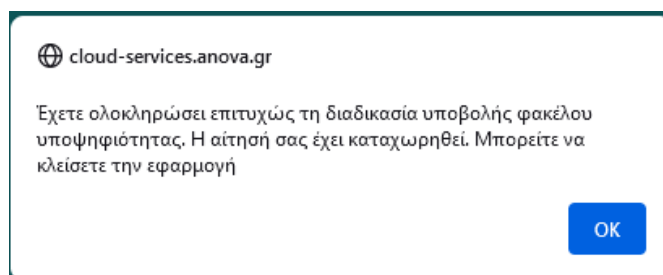 cloud-services.anova.gr
Έχετε ολοκληρώσει επιτυχώς τη διαδικασία υποβολής φακέλου
υποψηφιότητας. Η αίτησή σας έχει καταχωρηθεί. Μπορείτε να
κλείσετε την εφαρμογή
OK